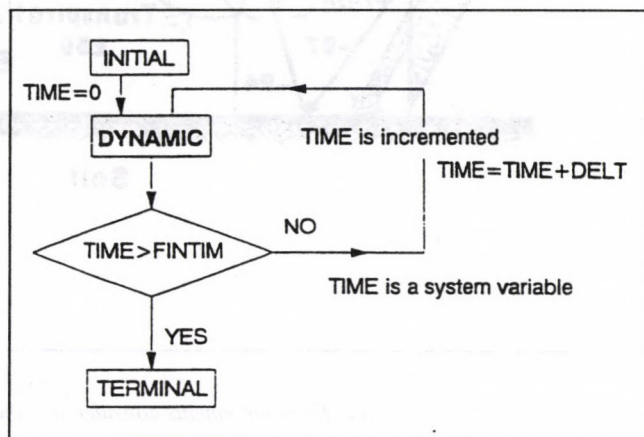 INITIAL
TIME=0
DYNAMIC
TIME is incremented
TIME=TIME+DELT
TIME>FINTIM
NO
TIME is a system variable
YES
TERMINAL